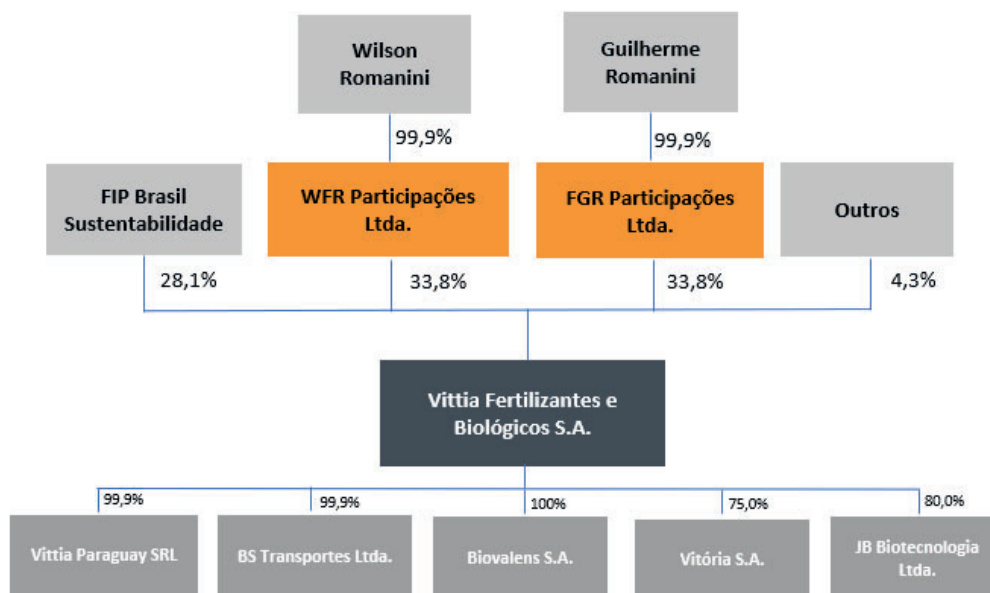 Wilson
Romanini
Guilherme
Romanini
99,9%
99,9%
FIP Brasil
Sustentabilidade
WFR Participações
Ltda.
FGR Participações
Ltda.
Outros
28,1%
33,8%
33,8%
4,3%
Vittia Fertilizantes e
Biológicos S.A.
99,9%
99,9%
100%
75,0%
80,0%
Vittia Paraguay SRL
BS Transportes Ltda.
Biovalens S.A.
Vitória S.A.
JB Biotecnologia
Ltda.